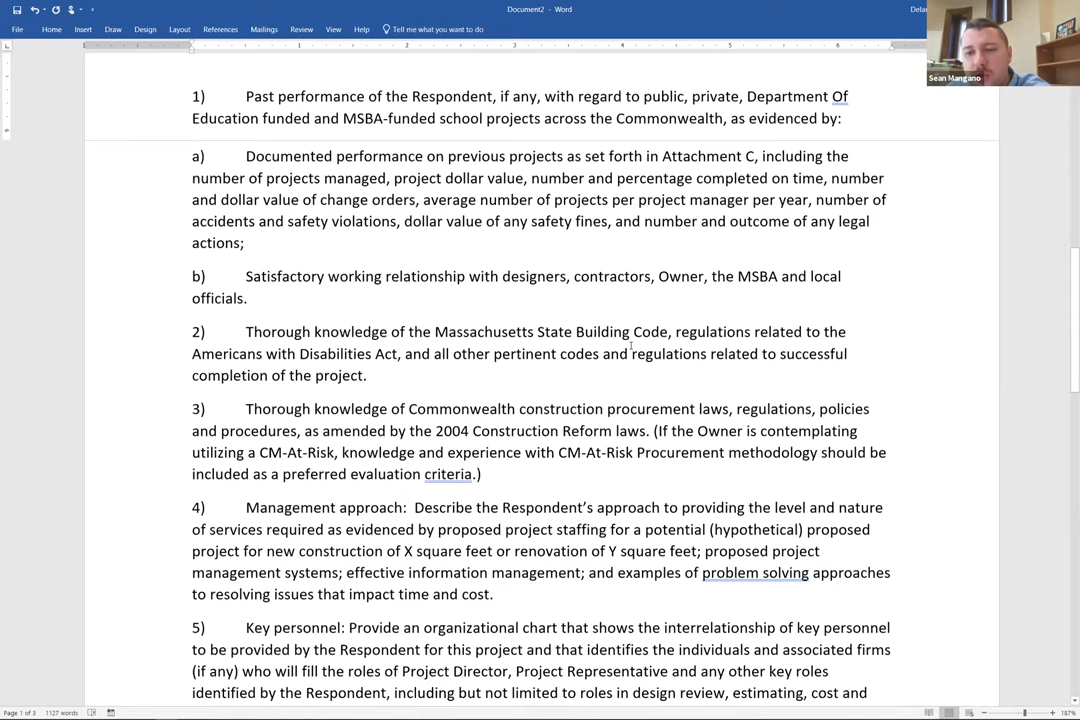 Document2 - Word
Delan
File Home Insert Draw Design Layout References Mailings Review View Help Tell me what you want to do
Sean Mangano
1 1 2 3 4 5 6
1) Past performance of the Respondent, if any, with regard to public, private, Department Of
Education funded and MSBA-funded school projects across the Commonwealth, as evidenced by:
a) Documented performance on previous projects as set forth in Attachment C, including the
number of projects managed, project dollar value, number and percentage completed on time, number
and dollar value of change orders, average number of projects per project manager per year, number of
accidents and safety violations, dollar value of any safety fines, and number and outcome of any legal
actions;
b) Satisfactory working relationship with designers, contractors, Owner, the MSBA and local
officials.
2) Thorough knowledge of the Massachusetts State Building Code, regulations related to the
Americans with Disabilities Act, and all other pertinent codes and regulations related to successful
completion of the project.
3) Thorough knowledge of Commonwealth construction procurement laws, regulations, policies
and procedures, as amended by the 2004 Construction Reform laws. (If the Owner is contemplating
utilizing a CM-At-Risk, knowledge and experience with CM-At-Risk Procurement methodology should be
included as a preferred evaluation criteria.)
4) Management approach: Describe the Respondent’s approach to providing the level and nature
of services required as evidenced by proposed project staffing for a potential (hypothetical) proposed
project for new construction of X square feet or renovation of Y square feet; proposed project
management systems; effective information management; and examples of problem solving approaches
to resolving issues that impact time and cost.
5) Key personnel: Provide an organizational chart that shows the interrelationship of key personnel
to be provided by the Respondent for this project and that identifies the individuals and associated firms
(if any) who will fill the roles of Project Director, Project Representative and any other key roles
identified by the Respondent, including but not limited to roles in design review, estimating, cost and
Page 1 of 3 1127 words 187%